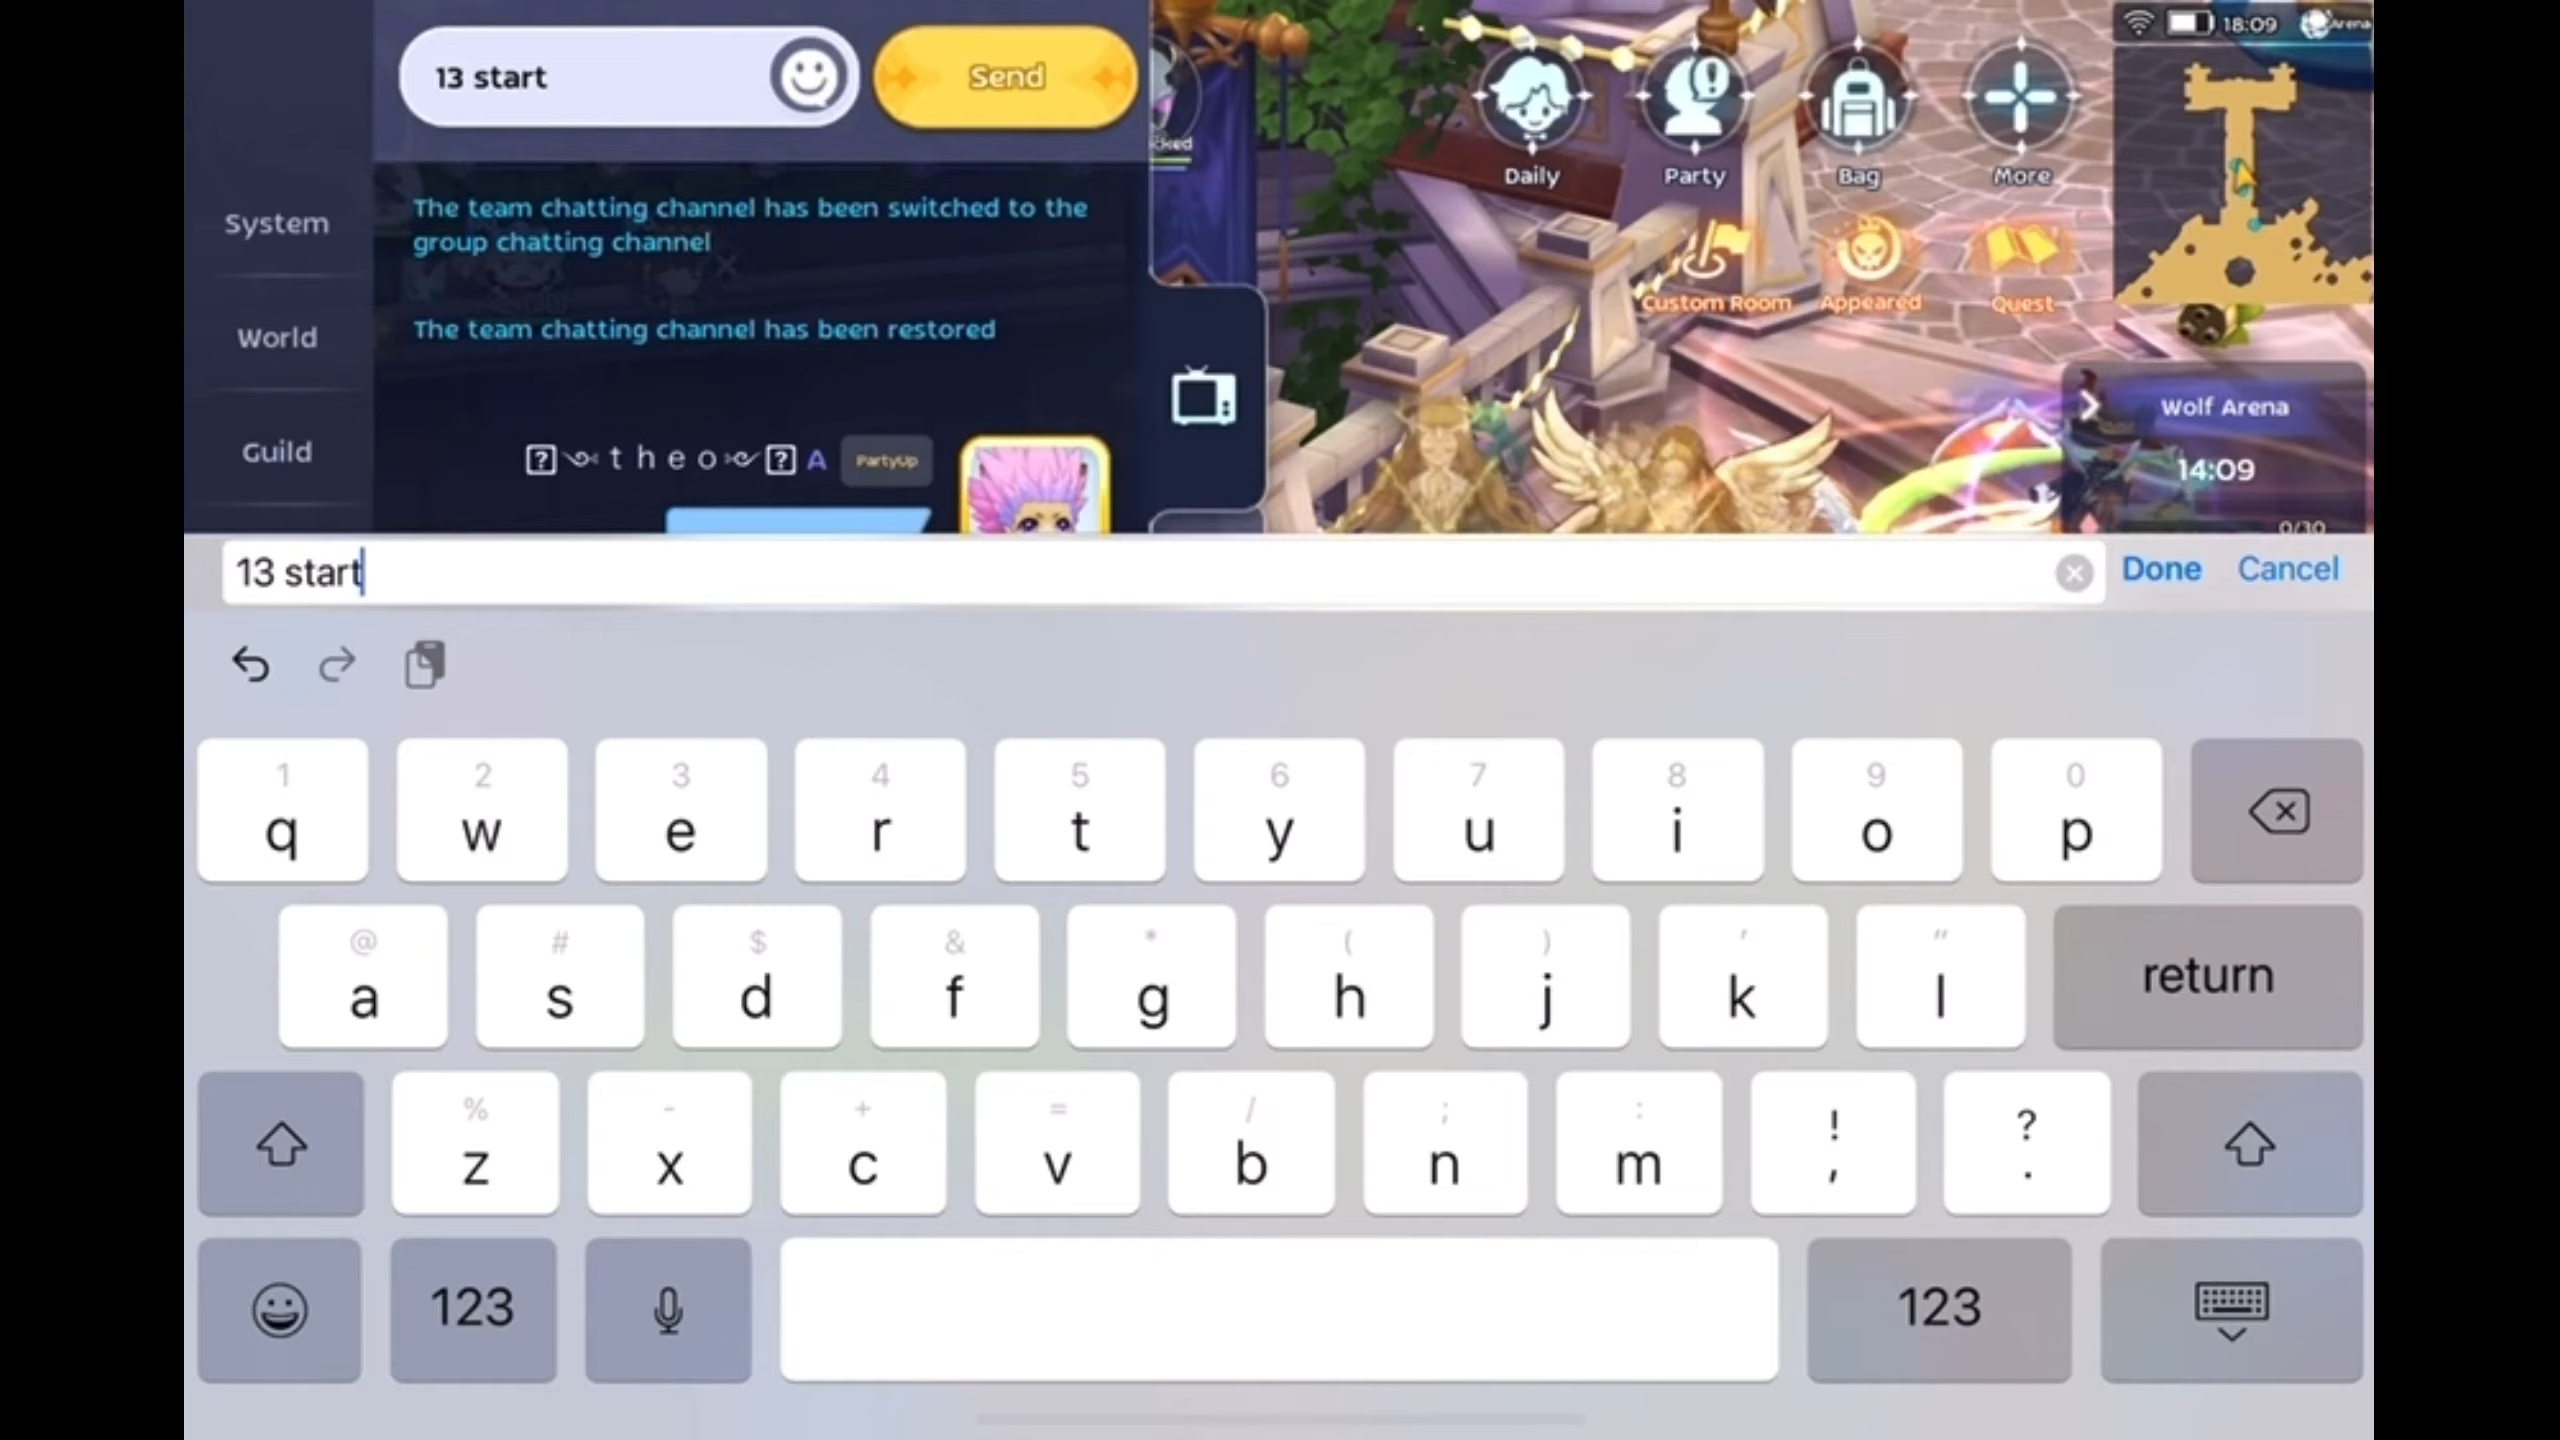 13 start
Send
System
World
Guild
The team chatting channel has been switched to the
group chatting channel
The team chatting channel has been restored
t h e o
A
PartyUp
Daily
Party
Bag
More
18:09
Arena
Custom Room
Appeared
Quest
Wolf Arena
14:09
0/30
13 start
Done
Cancel
1 2 3 4 5 6 7 8 9 0
q w e r t y u i o p
@ # $ & * ( ) ' "
a s d f g h j k l
return
% - + = / ; : ! ?
z x c v b n m , .
123
123